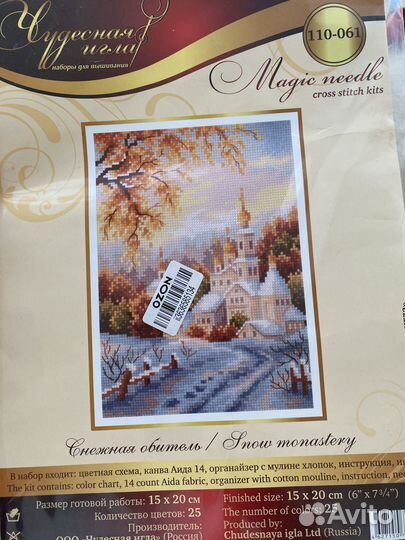 Чудесная
игла
наборы для вышивания
110-061
Magic needle
cross stitch kits
OZON
Снежная обитель / Snow monastery
В набор входит: цветная схема, канва Аида 14, органайзер с мулине хлопок, инструкция,
The kit contains: color chart, 14 count Aida fabric, organizer with cotton mouline, instruction,
Размер готовой работы: 15 х 20 см
Количество цветов: 25
Производитель:
ООО «Чудесная игла» (Россия)
Finished size: 15 x 20 cm (6" x 7¾")
The number of colors: 25
Produced by:
Chudesnaya igla Ltd (Russia)
Avito